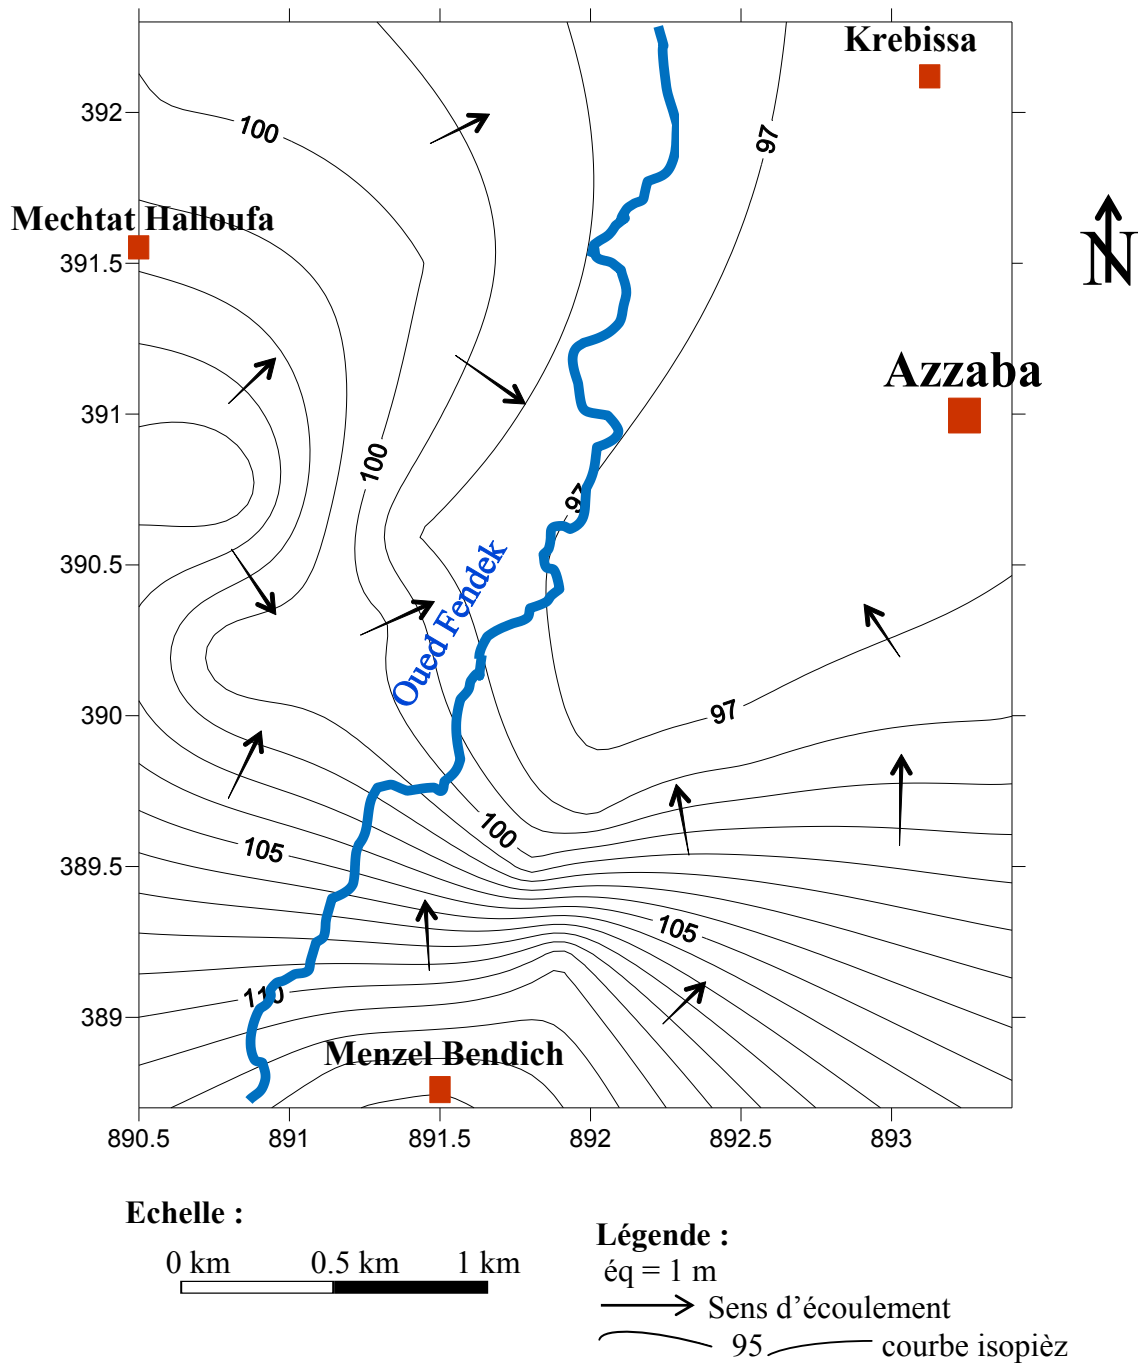 Krebissa
392
100
97
Mechtat Halloufa
391.5
N
Azzaba
391
100
97
390.5
Oued Fendek
390
97
100
389.5
105
105
110
389
Menzel Bendich
890.5 891 891.5 892 892.5 893
Echelle :
0 km 0.5 km 1 km
Légende :
éq = 1 m
Sens d’écoulement
95 courbe isopièz